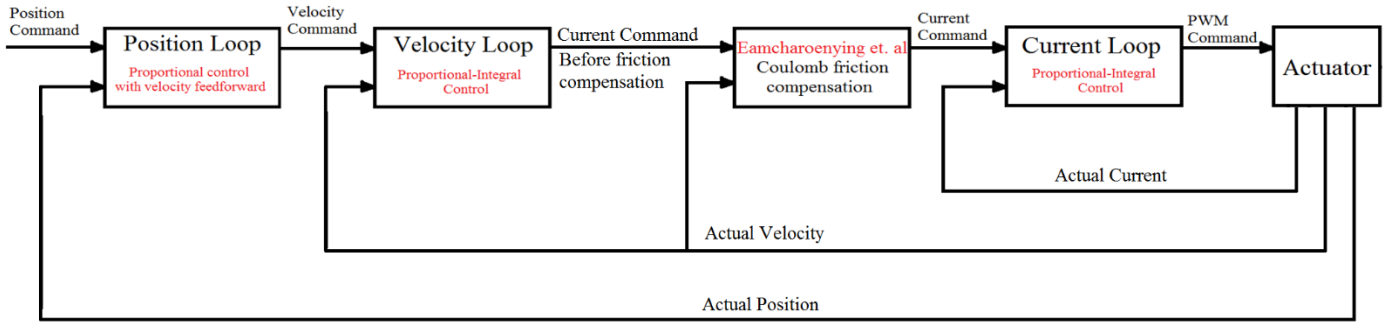 Position
Command
Position Loop
Proportional control
with velocity feedforward
Velocity
Command
Velocity Loop
Proportional-Integral
Control
Current Command
Before friction
compensation
Eamcharoenying et. al
Coulomb friction
compensation
Current
Command
Current Loop
Proportional-Integral
Control
PWM
Command
Actuator
Actual Current
Actual Velocity
Actual Position